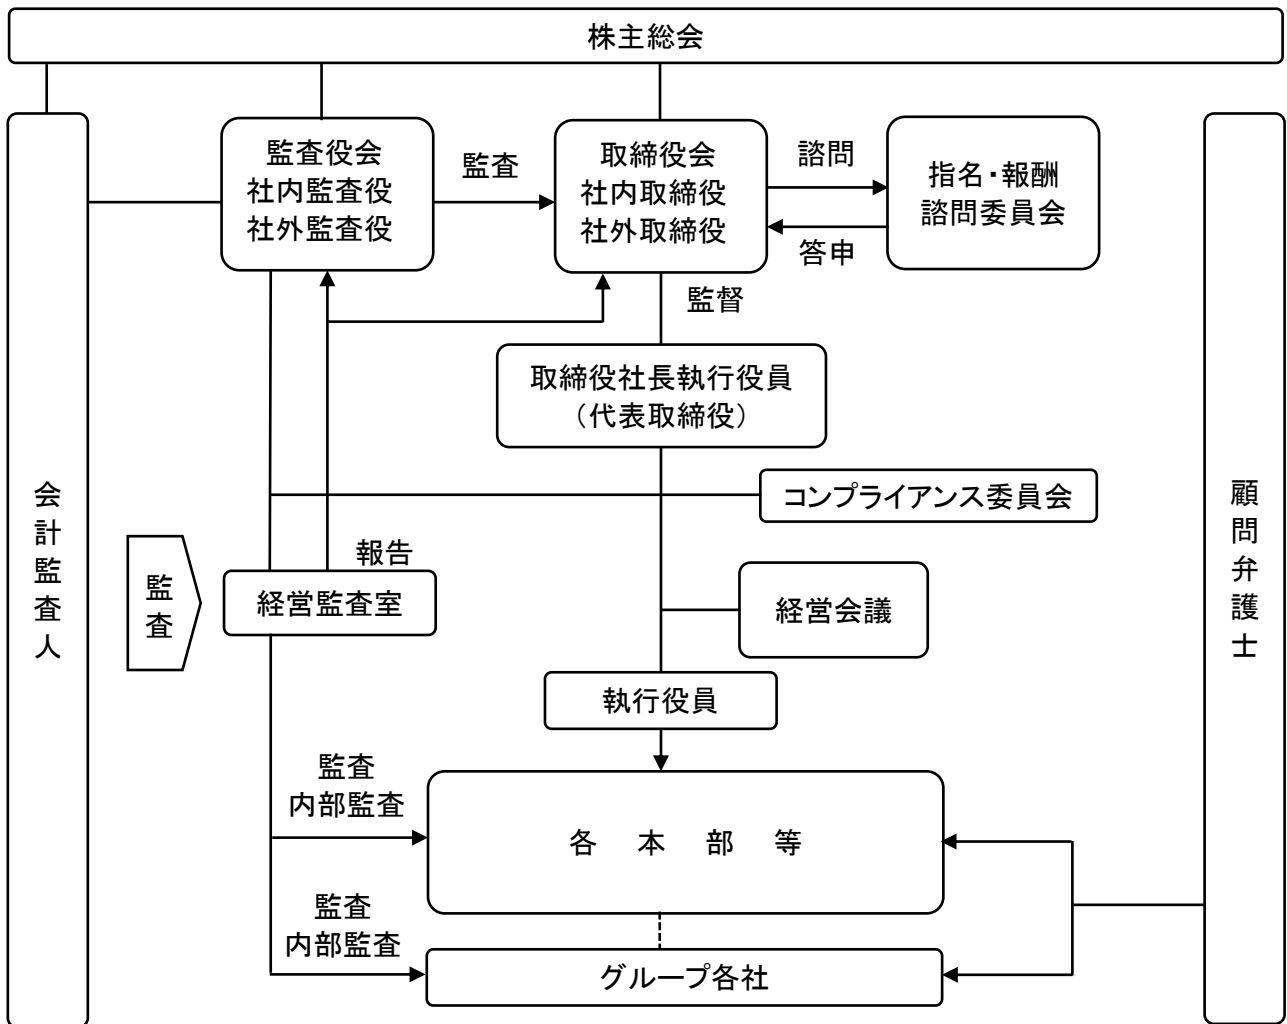 株主総会
監査役会
社内監査役
社外監査役
監査
取締役会
社内取締役
社外取締役
諮問
答申
指名・報酬
諮問委員会
監督
取締役社長執行役員
（代表取締役）
会計監査人
コンプライアンス委員会
顧問弁護士
報告
監査
経営監査室
経営会議
執行役員
監査
内部監査
各本部等
監査
内部監査
グループ各社